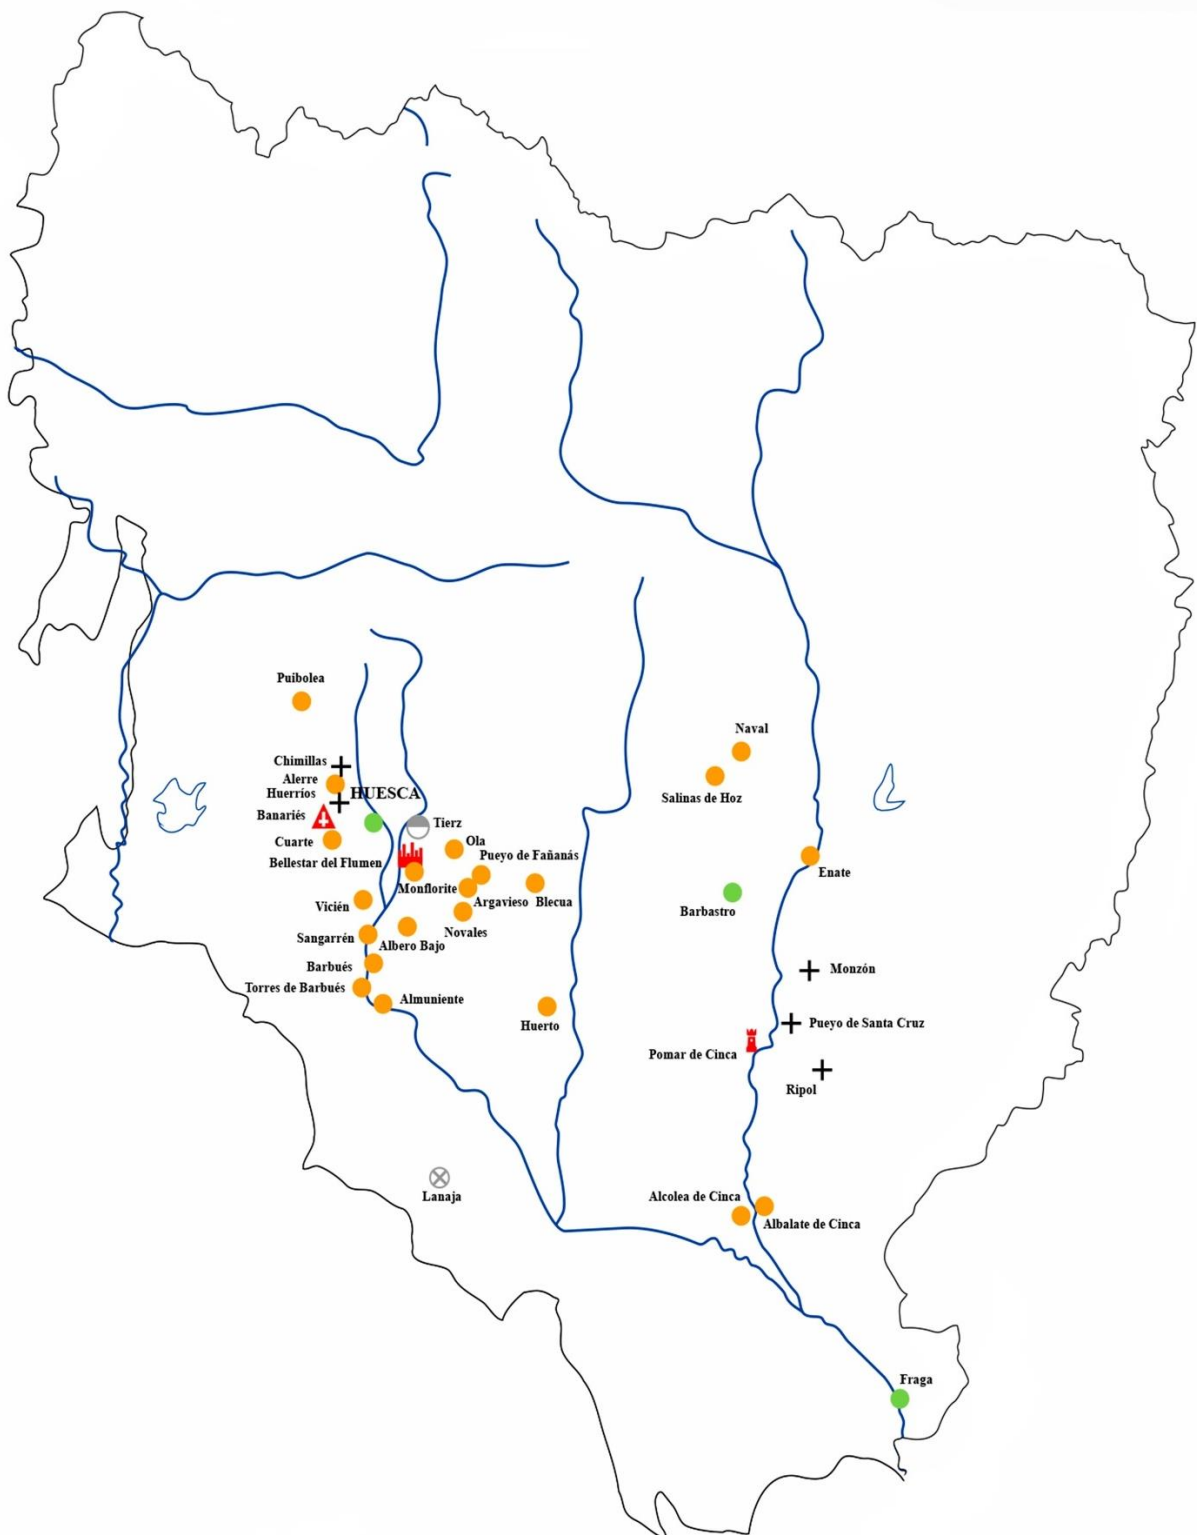 Puibolea
Naval
Chimillas
Alerre
Huerríos
HUESCA
Salinas de Hoz
Banariés
Tierz
Cuarte
Ola
Bellestar del Flumen
Pueyo de Fañanás
Enate
Monflorite
Argavieso
Blecua
Vicién
Barbastro
Novales
Sangarrén
Albero Bajo
Barbués
Monzón
Torres de Barbués
Almuniente
Huerto
Pueyo de Santa Cruz
Pomar de Cinca
Ripol
Lanaja
Alcolea de Cinca
Albalate de Cinca
Fraga